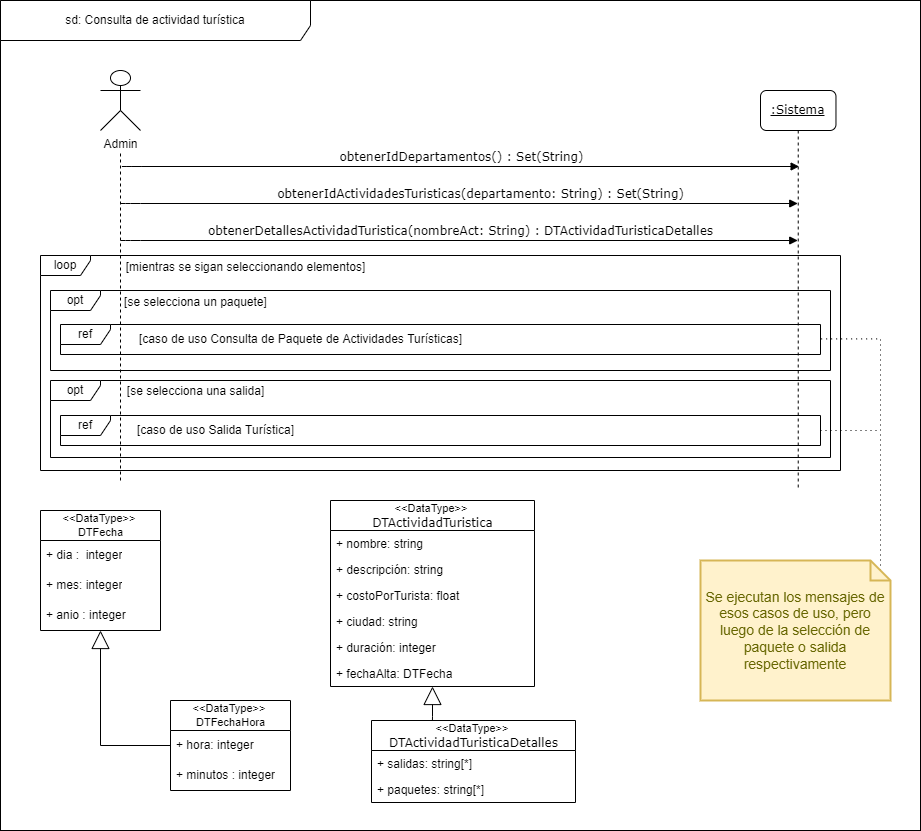 sd: Consulta de actividad turística
Admin
:Sistema
obtenerIdDepartamentos() : Set(String)
obtenerIdActividadesTuristicas(departamento: String) : Set(String)
obtenerDetallesActividadTuristica(nombreAct: String) : DTActividadTuristicaDetalles
loop
[mientras se sigan seleccionando elementos]
opt
[se selecciona un paquete]
ref
[caso de uso Consulta de Paquete de Actividades Turísticas]
opt
[se selecciona una salida]
ref
[caso de uso Salida Turística]
<<DataType>>
DTFecha
+ dia :  integer
+ mes: integer
+ anio : integer
<<DataType>>
DTFechaHora
+ hora: integer
+ minutos : integer
<<DataType>>
DTActividadTuristica
+ nombre: string
+ descripción: string
+ costoPorTurista: float
+ ciudad: string
+ duración: integer
+ fechaAlta: DTFecha
<<DataType>>
DTActividadTuristicaDetalles
+ salidas: string[*]
+ paquetes: string[*]
Se ejecutan los mensajes de
esos casos de uso, pero
luego de la selección de
paquete o salida
respectivamente